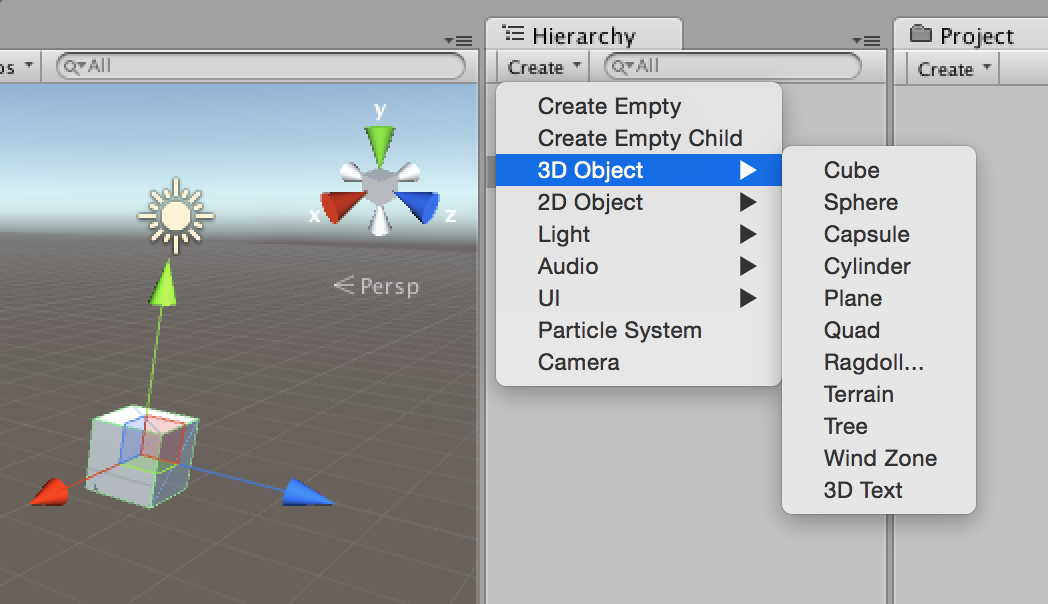 Hierarchy
Project
All
Create
All
Create
Create Empty
Create Empty Child
3D Object
2D Object
Light
Audio
UI
Particle System
Camera
Cube
Sphere
Capsule
Cylinder
Plane
Quad
Ragdoll...
Terrain
Tree
Wind Zone
3D Text
y
x
z
Persp